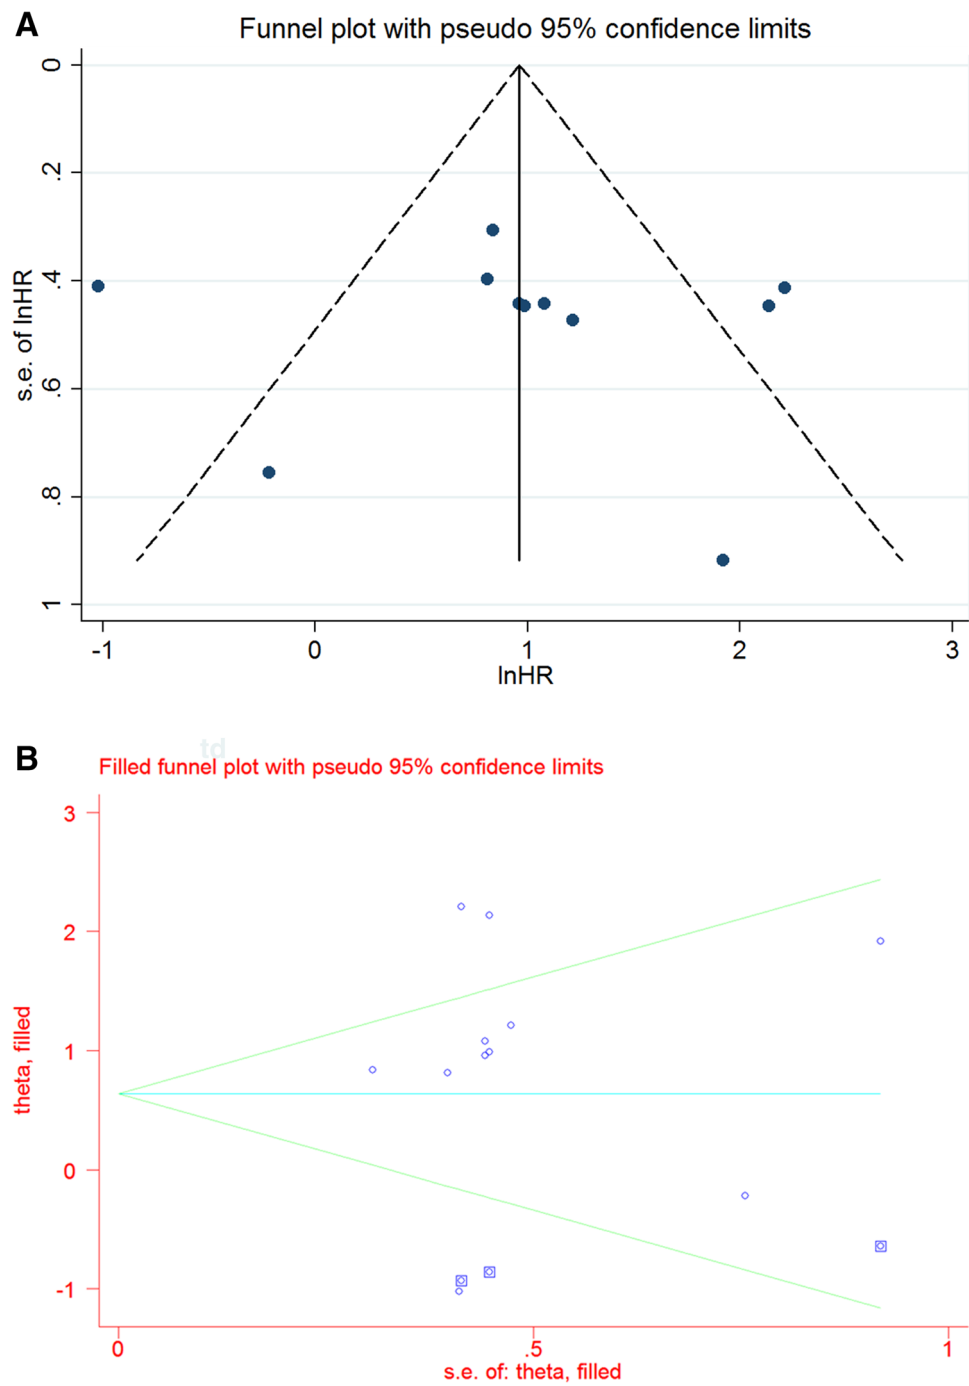 A
Funnel plot with pseudo 95% confidence limits
0
.2
.4
.6
.8
1
s.e. of lnHR
-1
0
1
2
3
lnHR
td
B
Filled funnel plot with pseudo 95% confidence limits
3
2
1
0
-1
theta, filled
0
.5
1
s.e. of: theta, filled